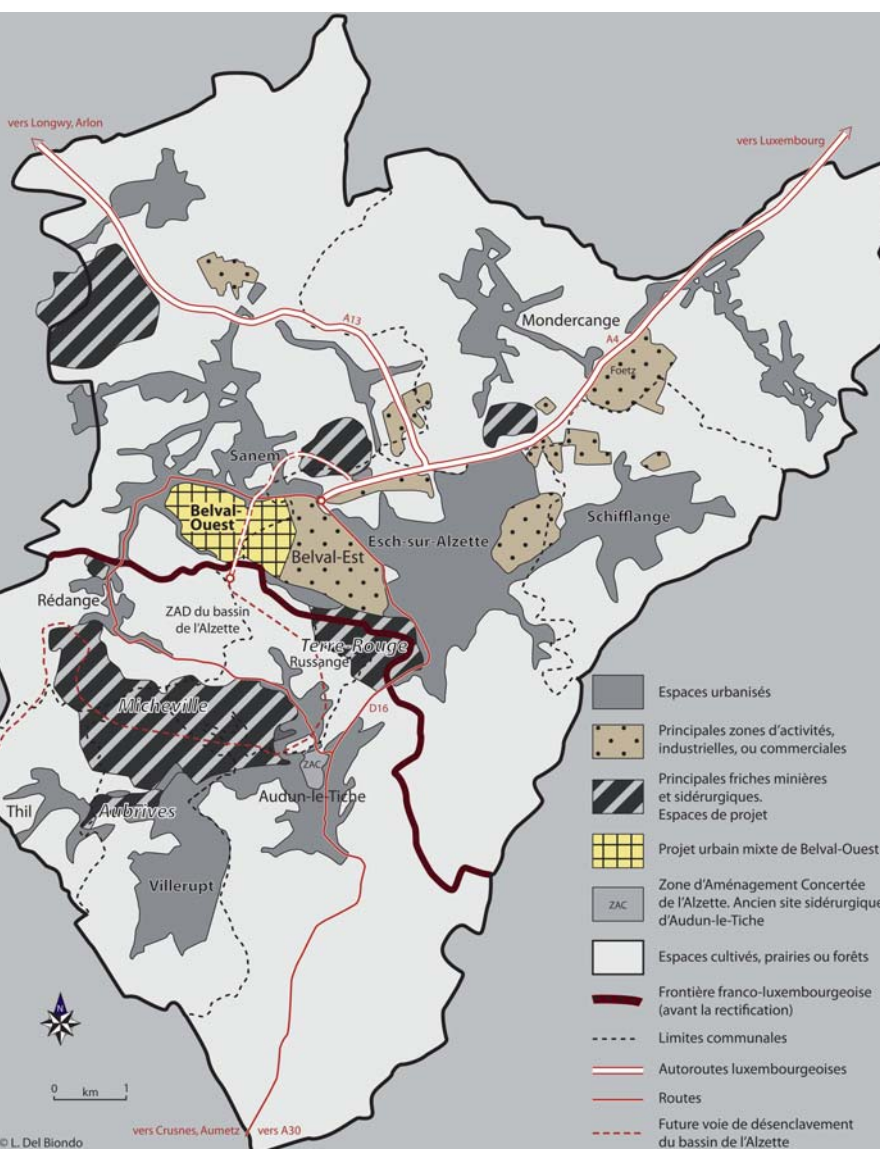 vers Longwy, Arlon
vers Luxembourg
A13
Mondercange
A4
Foetz
Sanem
Belval-
Ouest
Esch-sur-Alzette
Schifflange
Belval-Est
Rédange
ZAD du bassin
de l'Alzette
Terre-Rouge
Russange
Micheville
D16
ZAC
Audun-le-Tiche
Thil
Aubrives
Villerupt
N
0 km 1
vers Crusnes, Aumetz
vers A30
© L. Del Biondo
Espaces urbanisés
Principales zones d'activités,
industrielles, ou commerciales
Principales friches minières
et sidérurgiques.
Espaces de projet
Projet urbain mixte de Belval-Ouest
ZAC
Zone d'Aménagement Concertée
de l'Alzette. Ancien site sidérurgique
d'Audun-le-Tiche
Espaces cultivés, prairies ou forêts
Frontière franco-luxembourgeoise
(avant la rectification)
Limites communales
Autoroutes luxembourgeoises
Routes
Future voie de désenclavement
du bassin de l'Alzette